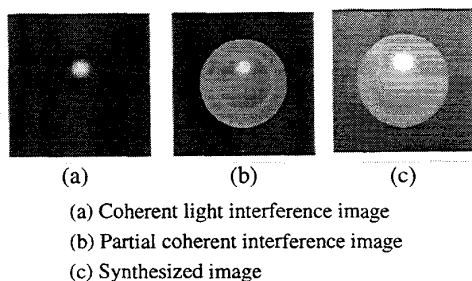 (a) (b) (c)
(a) Coherent light interference image
(b) Partial coherent interference image
(c) Synthesized image